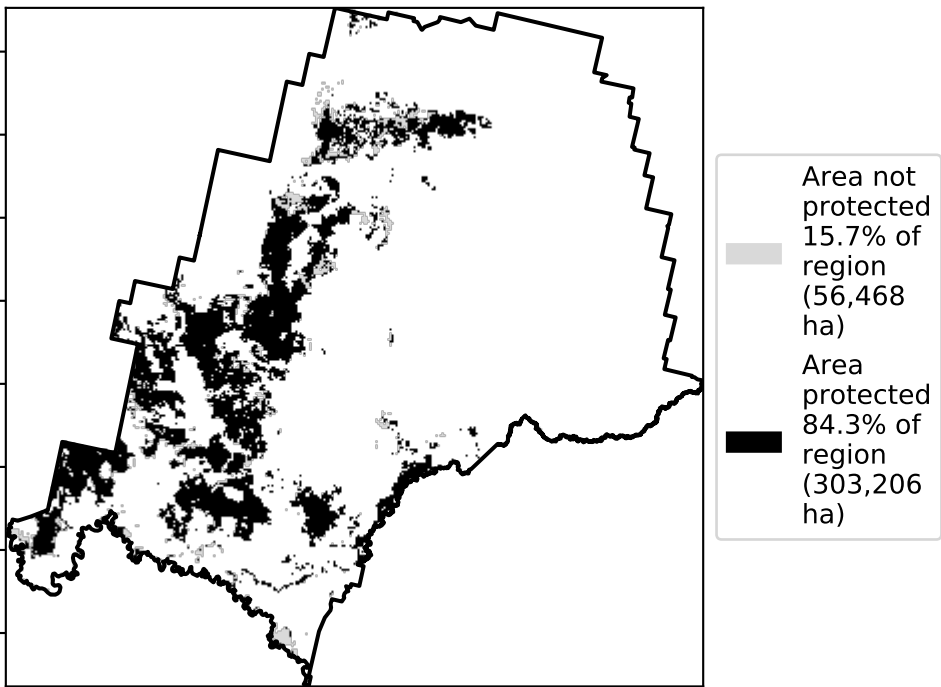 Area not
protected
15.7% of
region
(56,468
ha)
Area
protected
84.3% of
region
(303,206
ha)